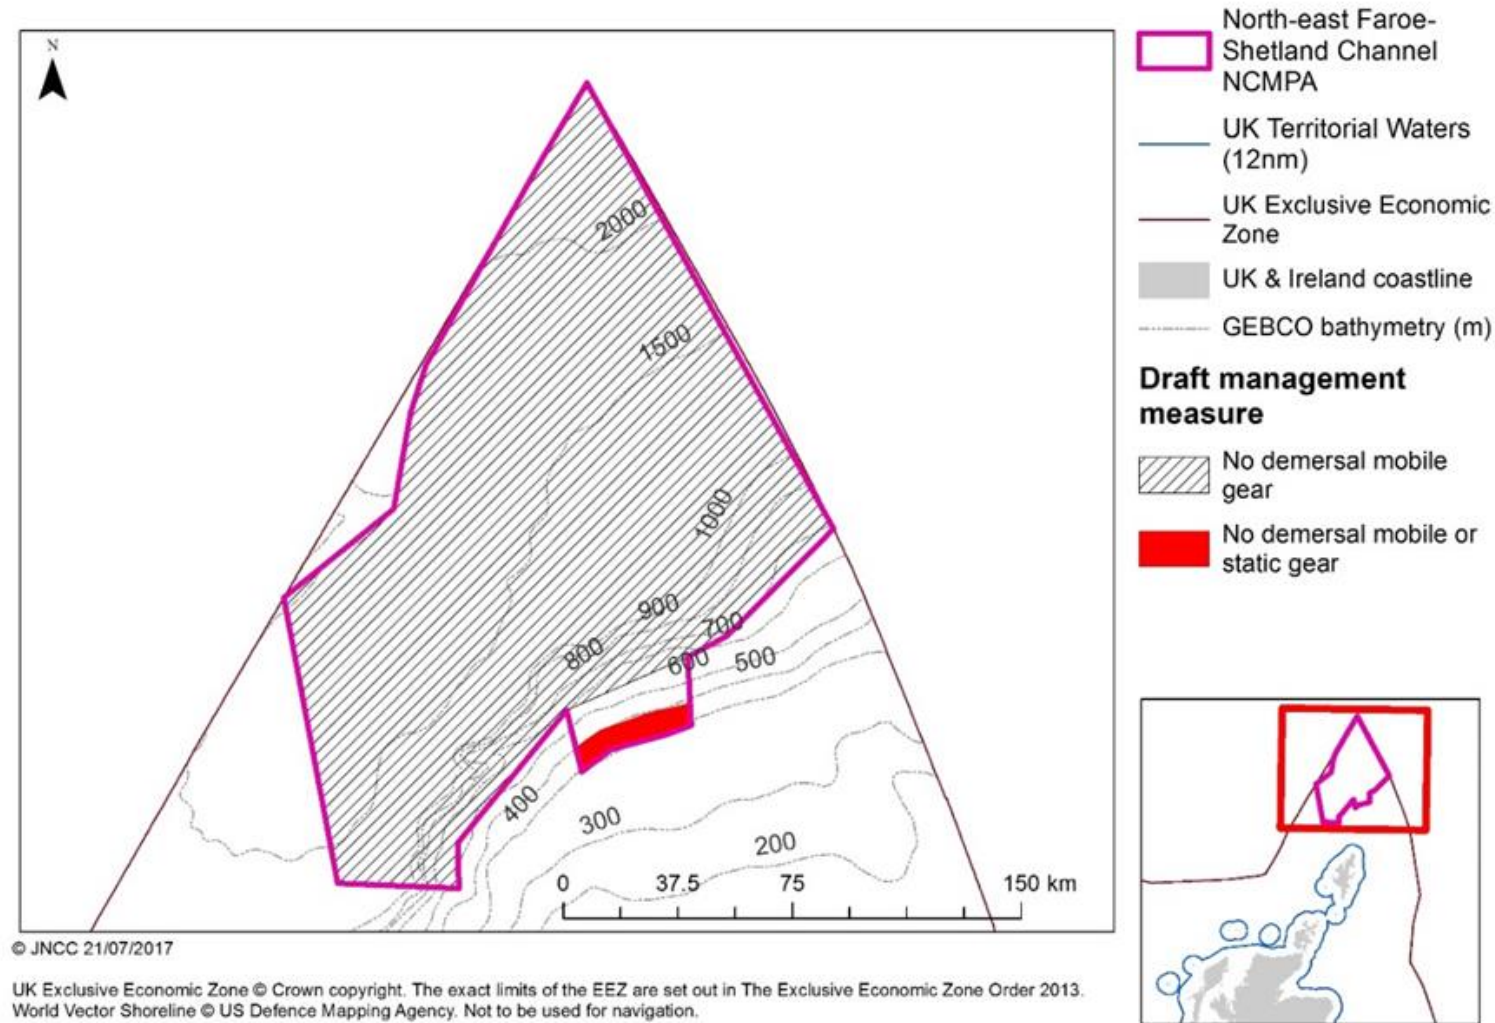 N
2000
1500
1000
900
700
800
600
500
400
300
200
0 37.5 75 150 km
North-east Faroe-
Shetland Channel
NCMPA
UK Territorial Waters
(12nm)
UK Exclusive Economic
Zone
UK & Ireland coastline
GEBCO bathymetry (m)
Draft management
measure
No demersal mobile
gear
No demersal mobile or
static gear
© JNCC 21/07/2017
UK Exclusive Economic Zone © Crown copyright. The exact limits of the EEZ are set out in The Exclusive Economic Zone Order 2013.
World Vector Shoreline © US Defence Mapping Agency. Not to be used for navigation.